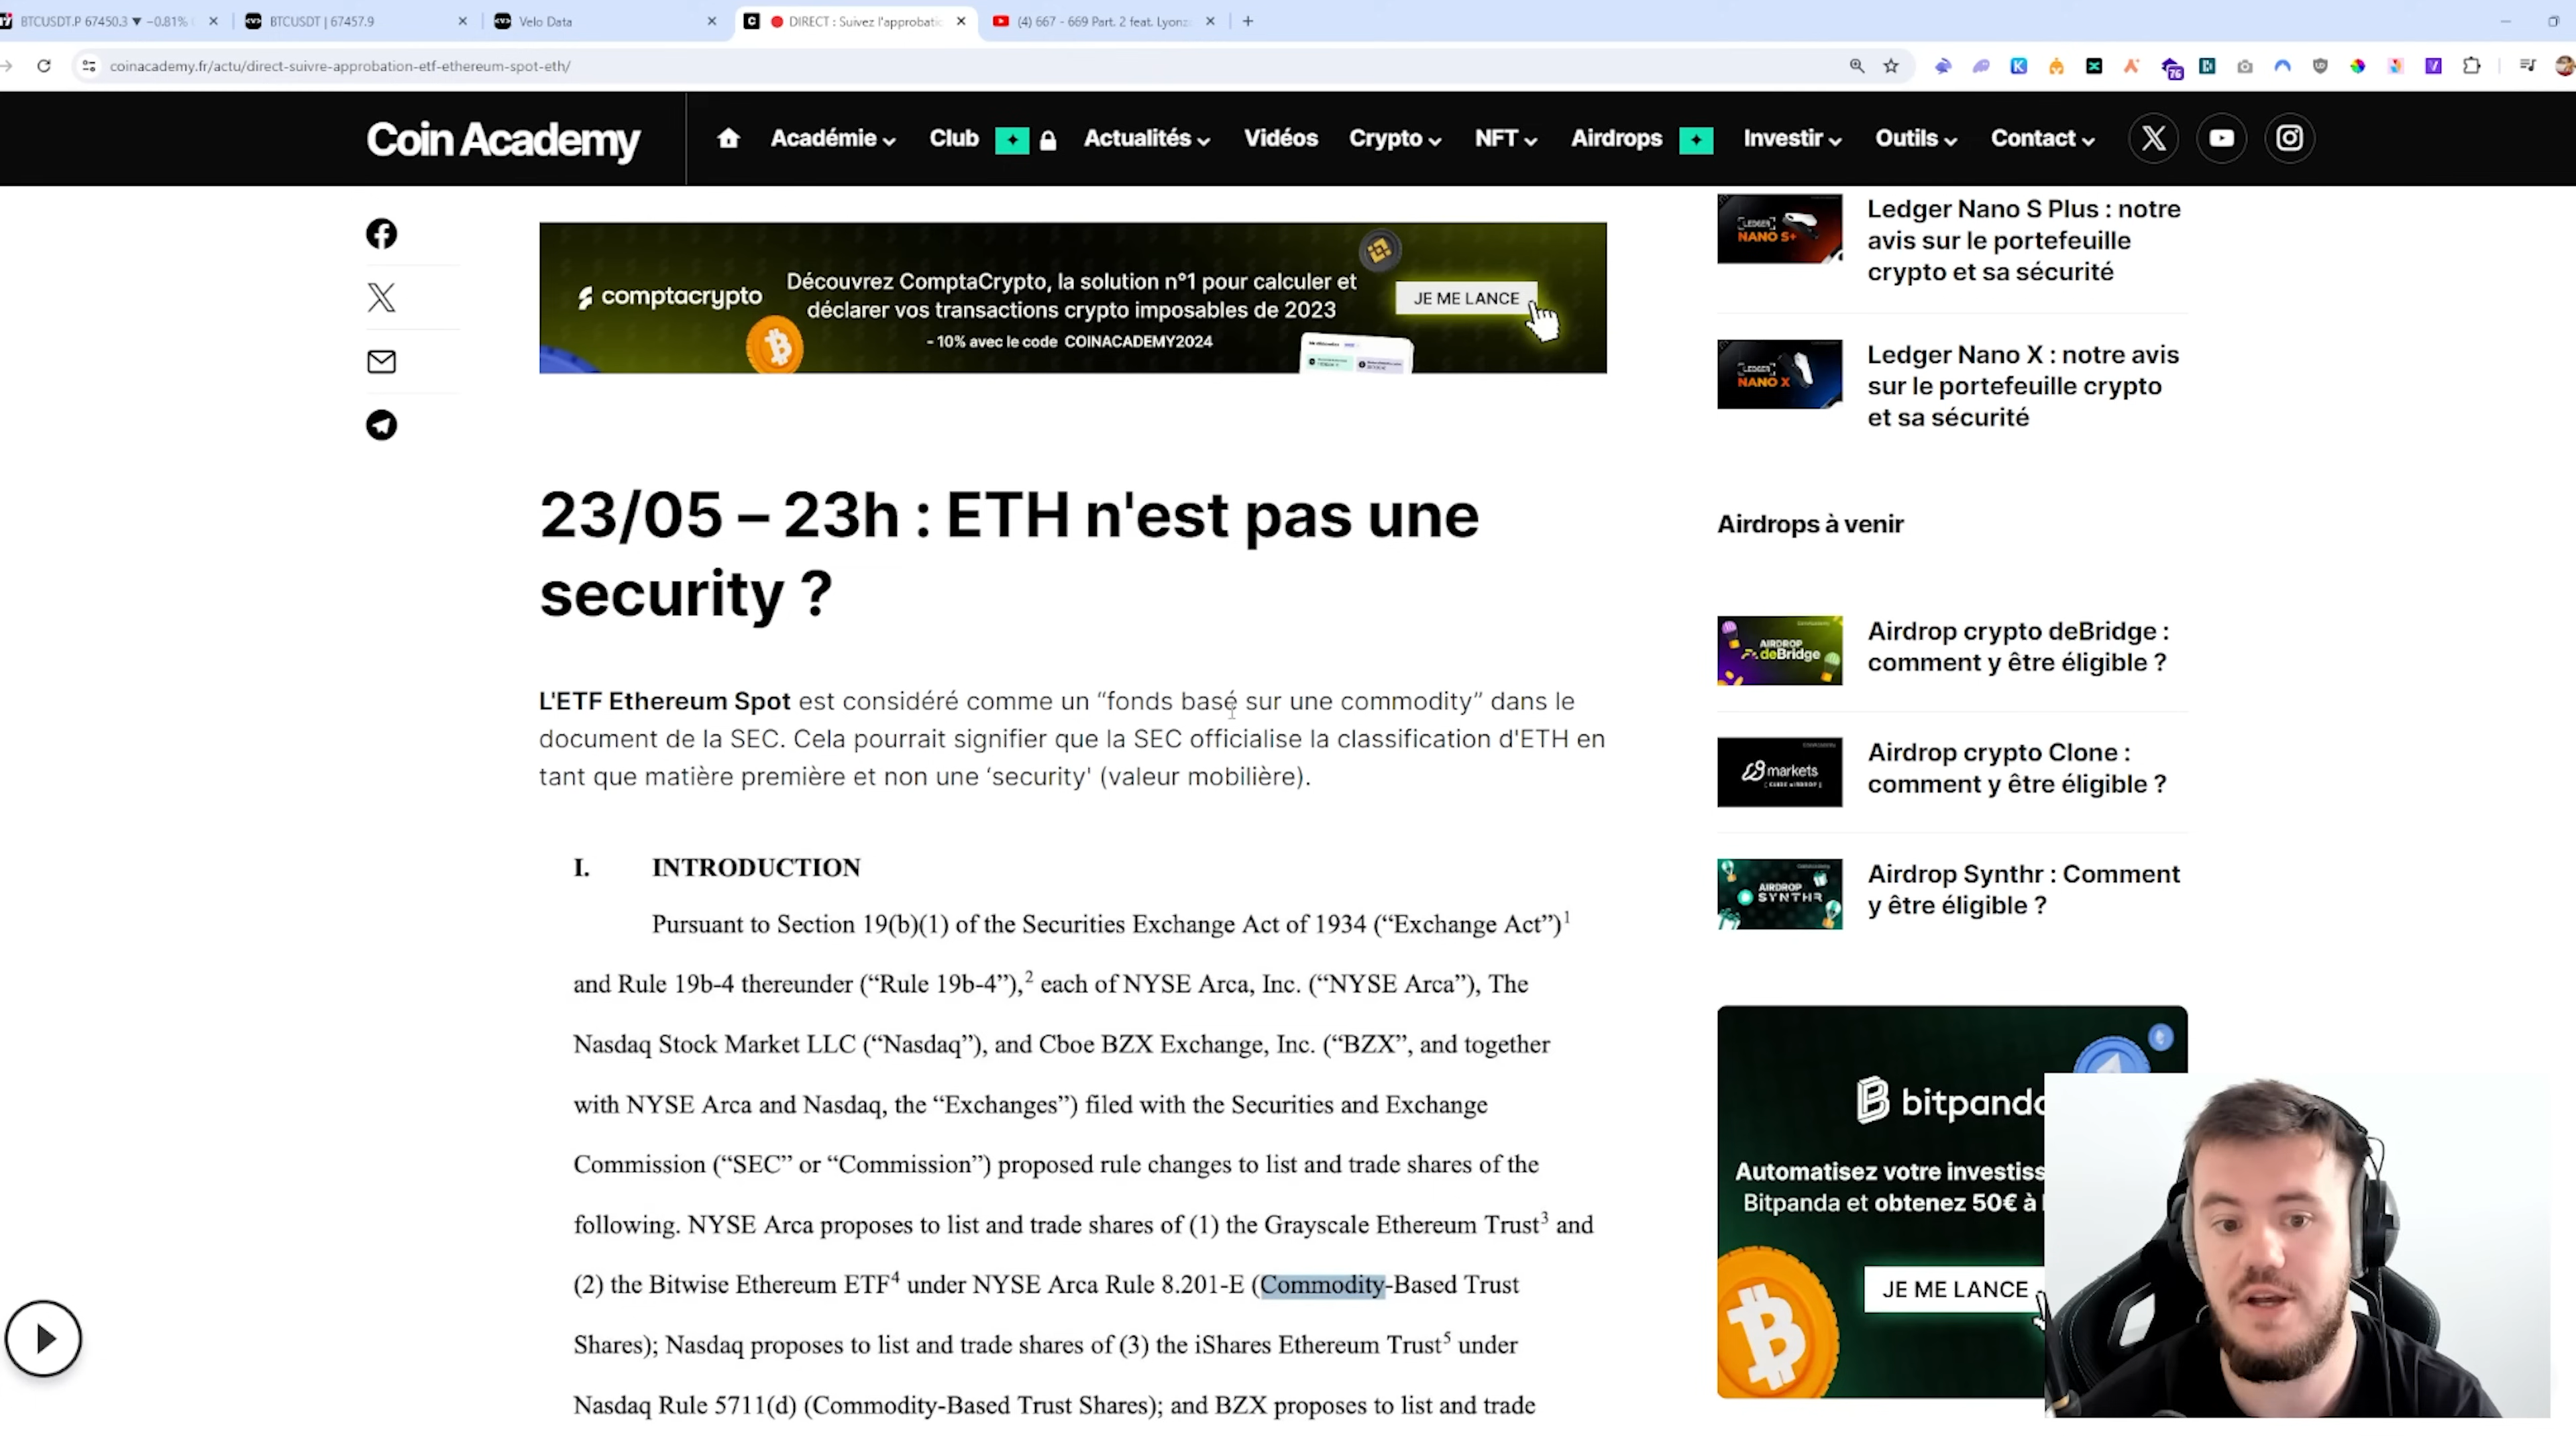 BTCUSDT.P 67450.3 ▼ −0.81%
BTCUSDT | 67457.9
Velo Data
DIRECT : Suivez l'approbatic
(4) 667 - 669 Part. 2 feat. Lyonz
coinacademy.fr/actu/direct-suivre-approbation-etf-ethereum-spot-eth/
76
Coin Academy
Académie
Club
Actualités
Vidéos
Crypto
NFT
Airdrops
Investir
Outils
Contact
comptacrypto
Découvrez ComptaCrypto, la solution n°1 pour calculer et
déclarer vos transactions crypto imposables de 2023
- 10% avec le code COINACADEMY2024
JE ME LANCE
23/05 – 23h : ETH n'est pas une
security ?
L'ETF Ethereum Spot est considéré comme un “fonds basé sur une commodity” dans le
document de la SEC. Cela pourrait signifier que la SEC officialise la classification d'ETH en
tant que matière première et non une ‘security' (valeur mobilière).
I. INTRODUCTION
Pursuant to Section 19(b)(1) of the Securities Exchange Act of 1934 (“Exchange Act”)1
and Rule 19b-4 thereunder (“Rule 19b-4”),2 each of NYSE Arca, Inc. (“NYSE Arca”), The
Nasdaq Stock Market LLC (“Nasdaq”), and Cboe BZX Exchange, Inc. (“BZX”, and together
with NYSE Arca and Nasdaq, the “Exchanges”) filed with the Securities and Exchange
Commission (“SEC” or “Commission”) proposed rule changes to list and trade shares of the
following. NYSE Arca proposes to list and trade shares of (1) the Grayscale Ethereum Trust3 and
(2) the Bitwise Ethereum ETF4 under NYSE Arca Rule 8.201-E (Commodity-Based Trust
Shares); Nasdaq proposes to list and trade shares of (3) the iShares Ethereum Trust5 under
Nasdaq Rule 5711(d) (Commodity-Based Trust Shares); and BZX proposes to list and trade
LEDGER
NANO S+
Ledger Nano S Plus : notre
avis sur le portefeuille
crypto et sa sécurité
LEDGER
NANO X
Ledger Nano X : notre avis
sur le portefeuille crypto
et sa sécurité
Airdrops à venir
AIRDROP
deBridge
Airdrop crypto deBridge :
comment y être éligible ?
markets
Airdrop crypto Clone :
comment y être éligible ?
AIRDROP
SYNTHR
Airdrop Synthr : Comment
y être éligible ?
bitpanda
Automatisez votre investiss
Bitpanda et obtenez 50€ à l
JE ME LANCE